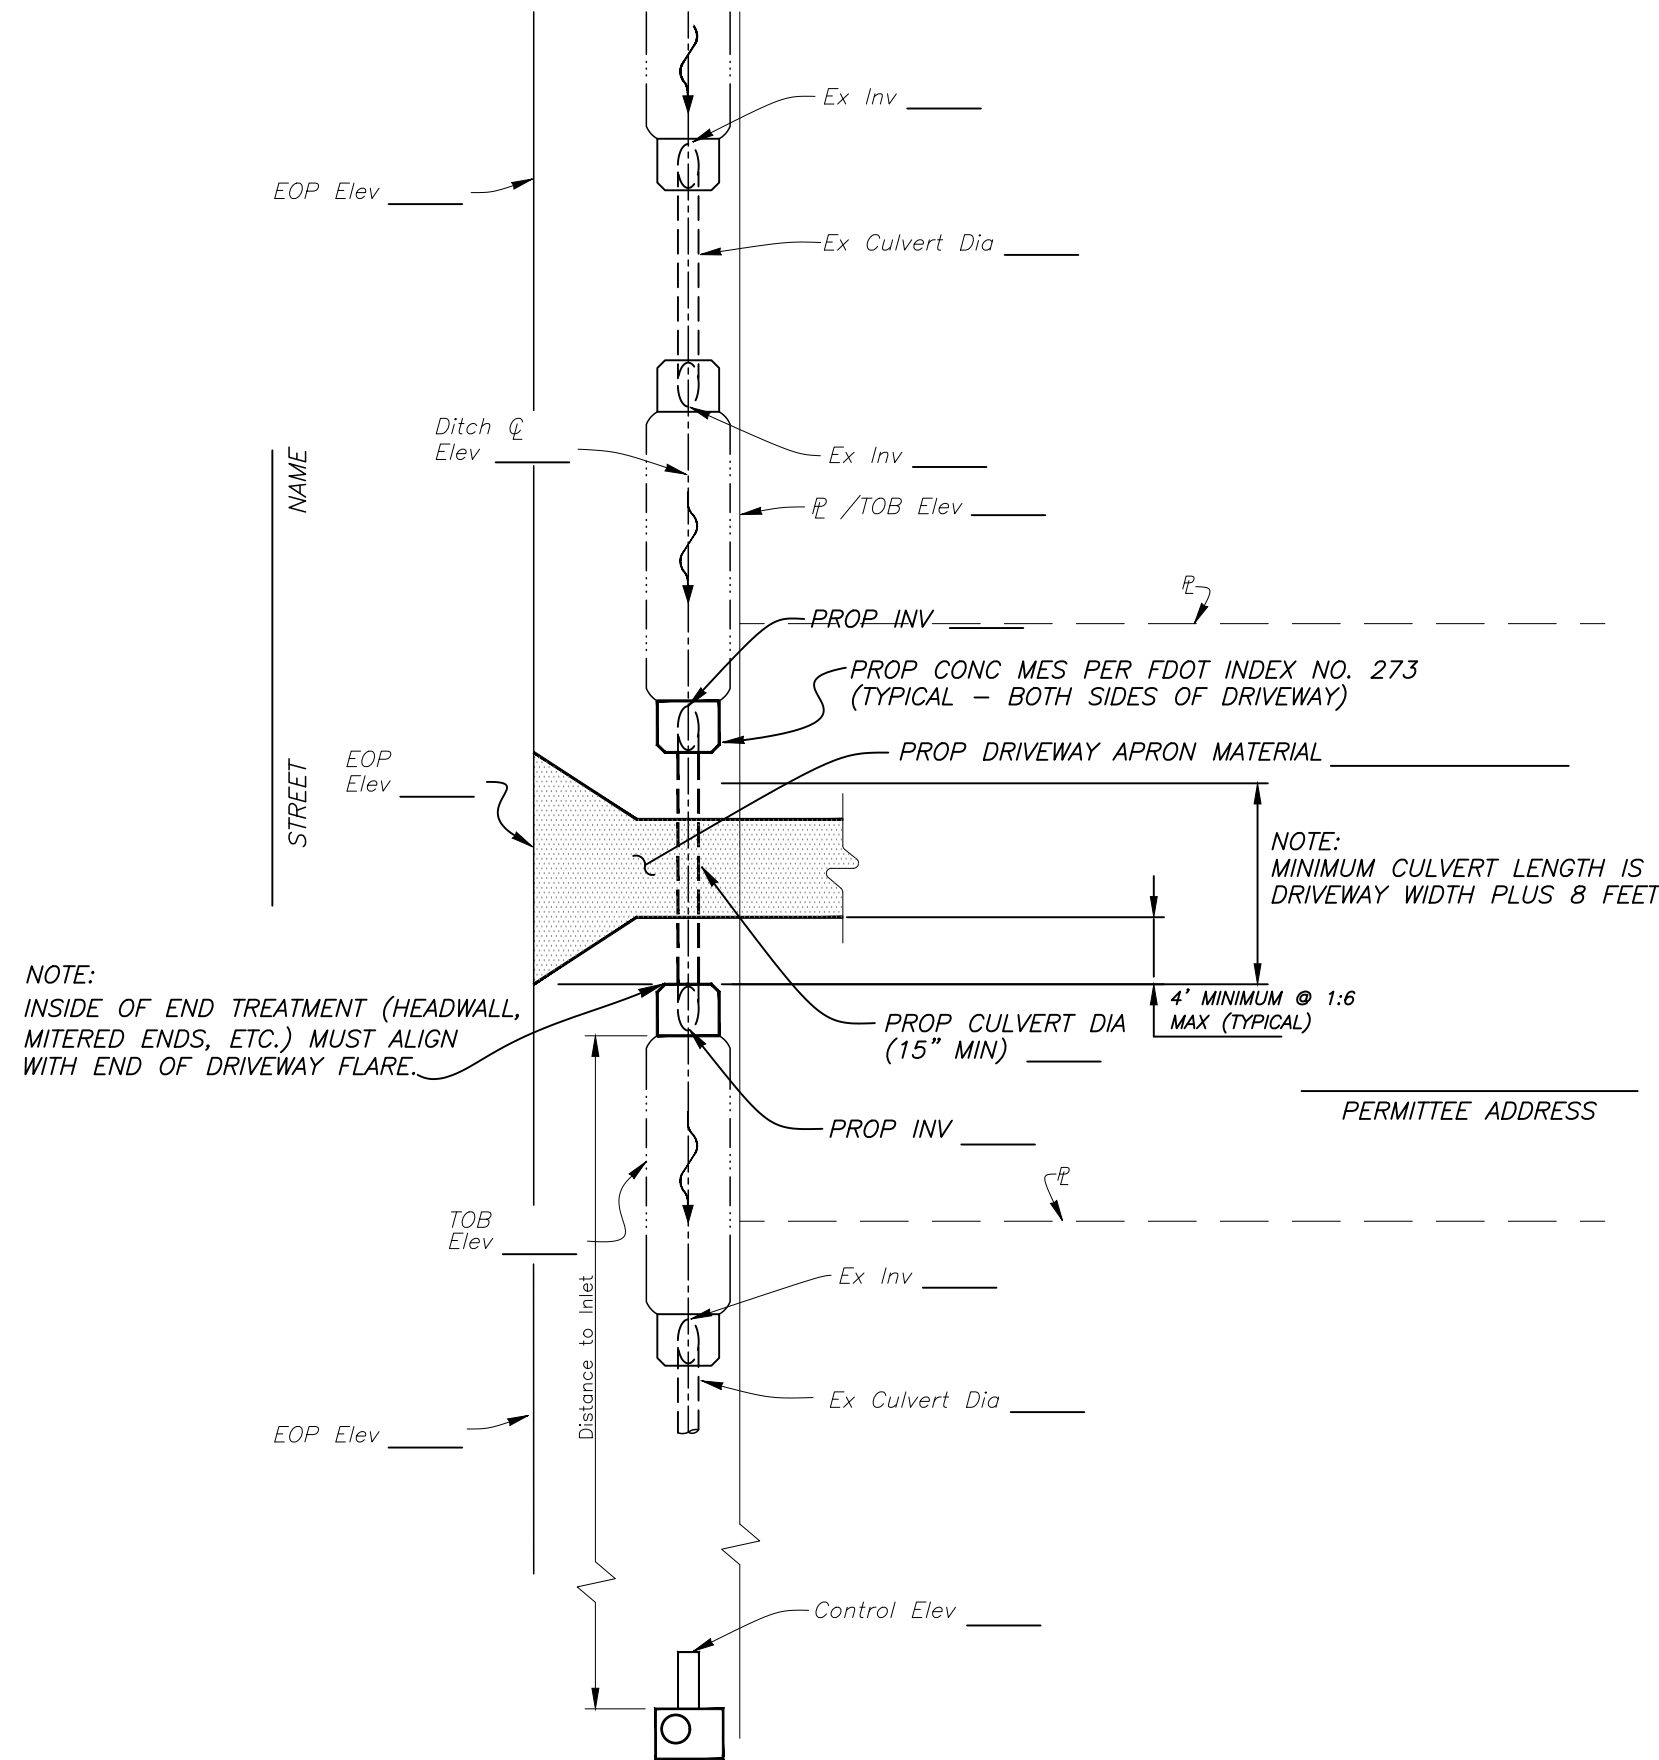 Ex Inv
EOP Elev
Ex Culvert Dia
Ditch ℄
Elev
Ex Inv
NAME
℄ /TOB Elev
℄
PROP INV
PROP CONC MES PER FDOT INDEX NO. 273
(TYPICAL – BOTH SIDES OF DRIVEWAY)
PROP DRIVEWAY APRON MATERIAL
EOP
Elev
STREET
NOTE:
MINIMUM CULVERT LENGTH IS
DRIVEWAY WIDTH PLUS 8 FEET
NOTE:
INSIDE OF END TREATMENT (HEADWALL,
MITERED ENDS, ETC.) MUST ALIGN
WITH END OF DRIVEWAY FLARE.
4' MINIMUM @ 1:6
MAX (TYPICAL)
PROP CULVERT DIA
(15" MIN)
PERMITTEE ADDRESS
PROP INV
℄
TOB
Elev
Ex Inv
Distance to Inlet
Ex Culvert Dia
EOP Elev
Control Elev